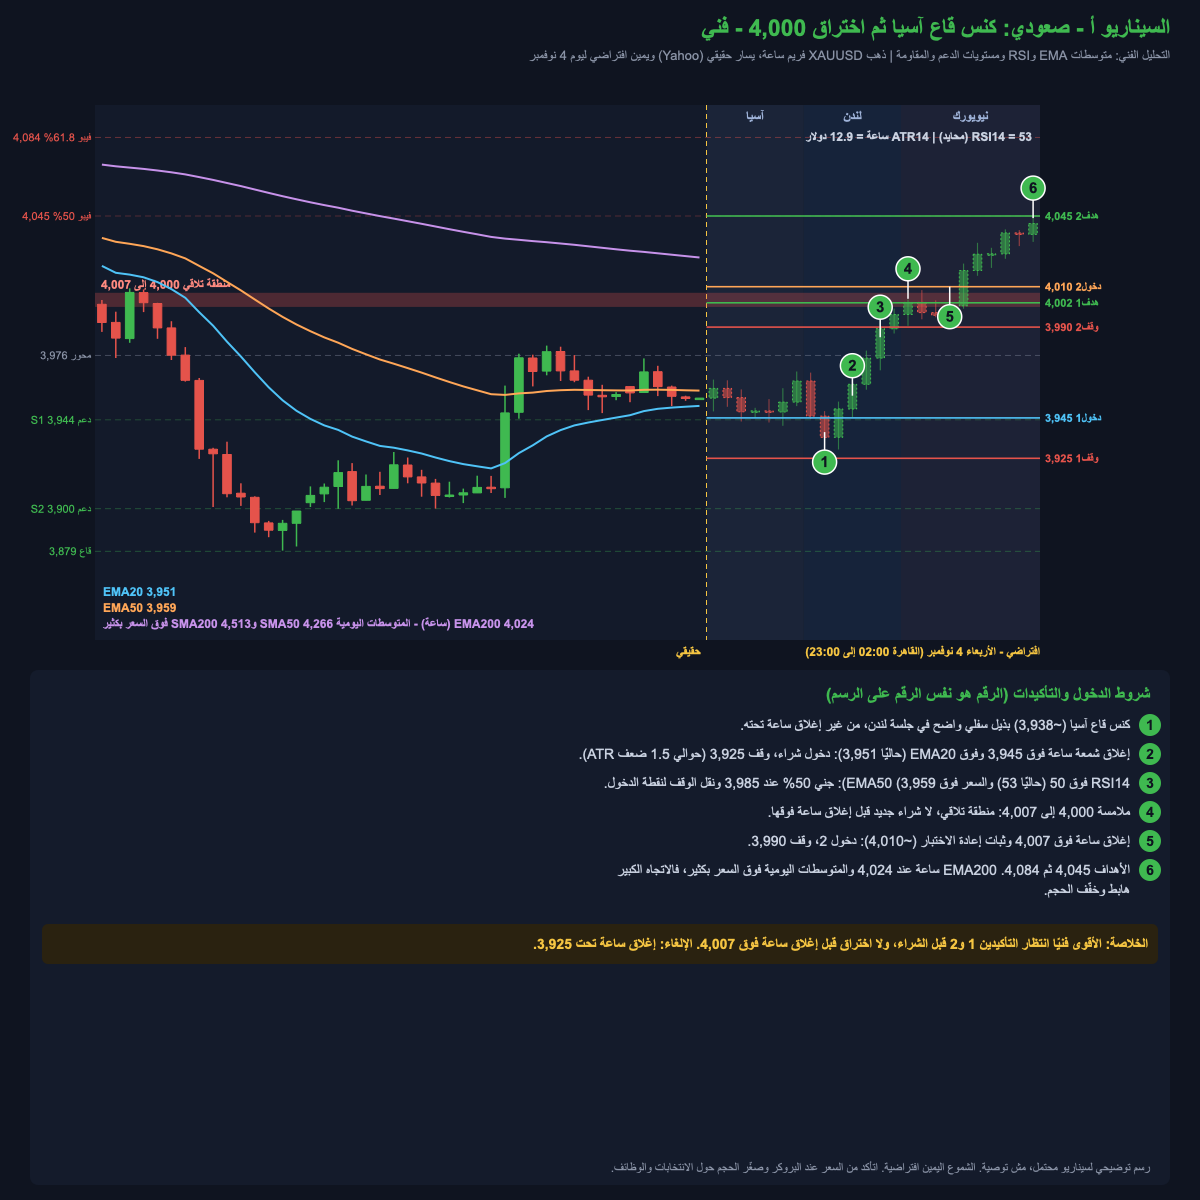 السيناريو أ - صعودي: كنس قاع آسيا ثم اختراق 4,000 - فني
التحليل الفني: متوسطات EMA وRSI ومستويات الدعم والمقاومة | ذهب XAUUSD فريم ساعة، يسار حقيقي (Yahoo) ويمين افتراضي ليوم 4 نوفمبر
آسيا
لندن
نيويورك
RSI14 = 53 (محايد) | ATR14 ساعة = 12.9 دولار
فيبو 61.8% 4,084
فيبو 50% 4,045
منطقة تلاقي 4,000 إلى 4,007
محور 3,976
دعم S1 3,944
دعم S2 3,900
قاع 3,879
هدف2 4,045
دخول2 4,010
هدف1 4,002
وقف2 3,990
دخول1 3,945
وقف1 3,925
6
4
3
5
2
1
EMA20 3,951
EMA50 3,959
EMA200 4,024 (ساعة) - المتوسطات اليومية SMA50 4,266 وSMA200 4,513 فوق السعر بكثير
حقيقي
افتراضي - الأربعاء 4 نوفمبر (القاهرة 02:00 إلى 23:00)
شروط الدخول والتأكيدات (الرقم هو نفس الرقم على الرسم)
1 كنس قاع آسيا (~3,938) بذيل سفلي واضح في جلسة لندن، من غير إغلاق ساعة تحته.
2 إغلاق شمعة ساعة فوق 3,945 وفوق EMA20 (حاليًا 3,951): دخول شراء، وقف 3,925 (حوالي 1.5 ضعف ATR).
3 RSI14 فوق 50 (حاليًا 53) والسعر فوق EMA50 (3,959): جني 50% عند 3,985 ونقل الوقف لنقطة الدخول.
4 ملامسة 4,000 إلى 4,007: منطقة تلاقي، لا شراء جديد قبل إغلاق ساعة فوقها.
5 إغلاق ساعة فوق 4,007 وثبات إعادة الاختبار (~4,010): دخول 2، وقف 3,990.
6 الأهداف 4,045 ثم 4,084. EMA200 ساعة عند 4,024 والمتوسطات اليومية فوق السعر بكثير، فالاتجاه الكبير
هابط وخفّف الحجم.
الخلاصة: الأقوى فنيًا انتظار التأكيدين 1 و2 قبل الشراء، ولا اختراق قبل إغلاق ساعة فوق 4,007. الإلغاء: إغلاق ساعة تحت 3,925.
رسم توضيحي لسيناريو محتمل، مش توصية. الشموع اليمين افتراضية. اتأكد من السعر عند البروكر وصغّر الحجم حول الانتخابات والوظائف.